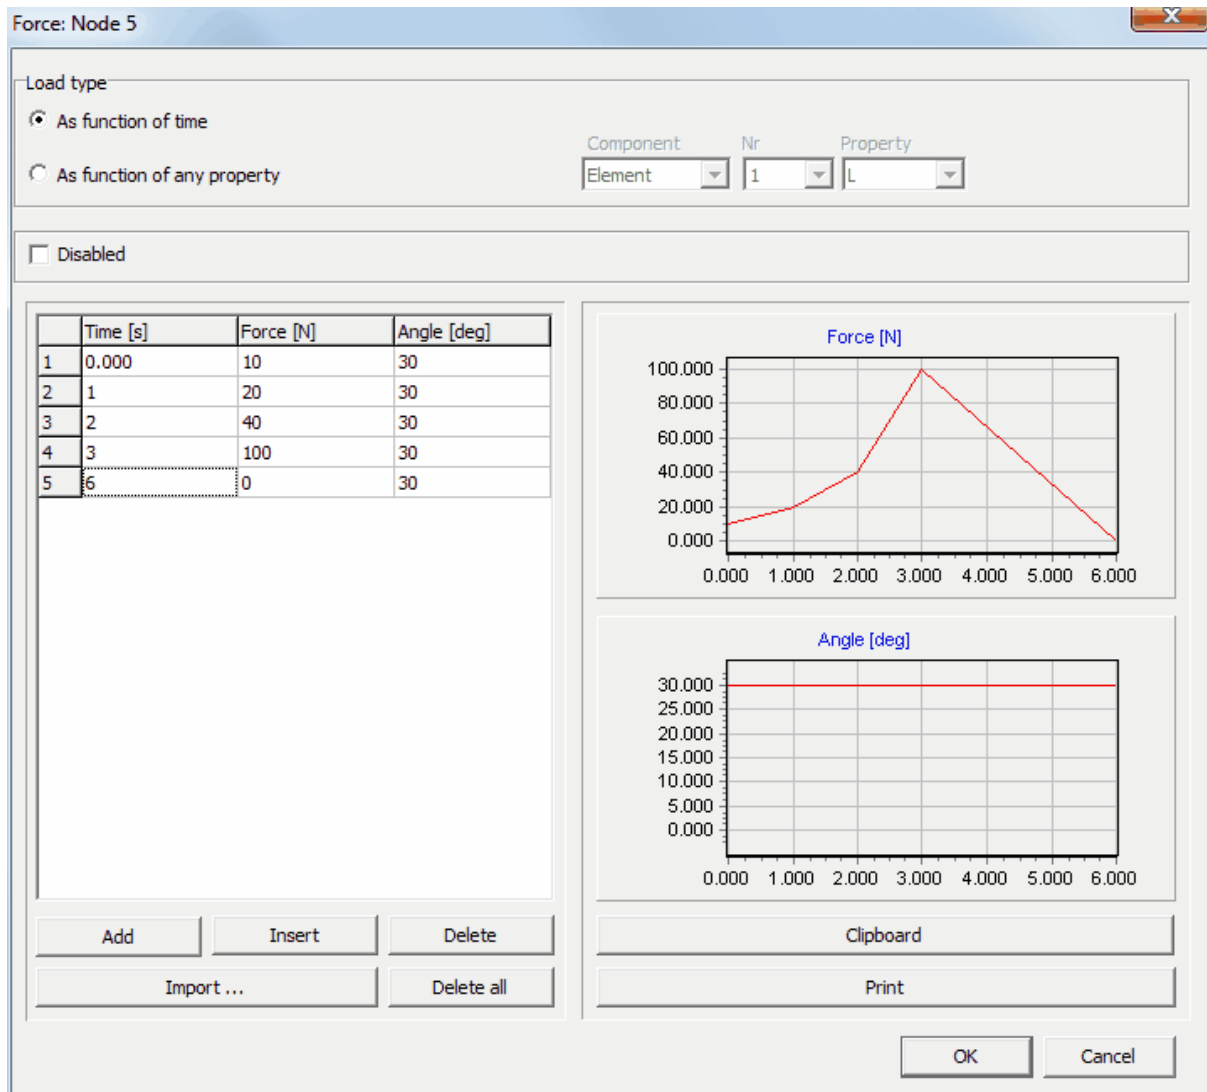 Force: Node 5
Load type
As function of time
Component Nr Property
As function of any property
Element 1 L
Disabled
Time [s] Force [N] Angle [deg]
1 0.000 10 30
2 1 20 30
3 2 40 30
4 3 100 30
5 6 0 30
Force [N]
100.000
80.000
60.000
40.000
20.000
0.000
0.000 1.000 2.000 3.000 4.000 5.000 6.000
Angle [deg]
30.000
25.000
20.000
15.000
10.000
5.000
0.000
0.000 1.000 2.000 3.000 4.000 5.000 6.000
Add Insert Delete
Import ... Delete all
Clipboard
Print
OK Cancel